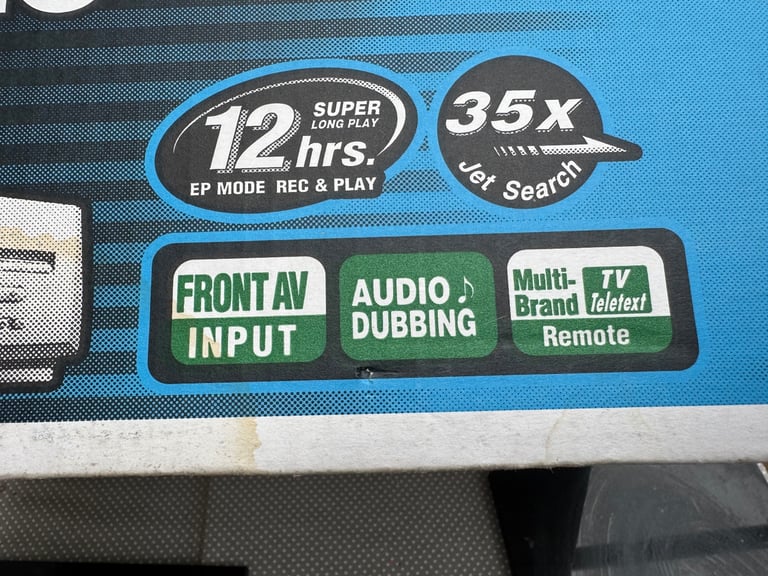 12 hrs.
SUPER
LONG PLAY
EP MODE REC & PLAY
35x
Jet Search
FRONT AV
INPUT
AUDIO ♪
DUBBING
Multi-
Brand
TV
Teletext
Remote